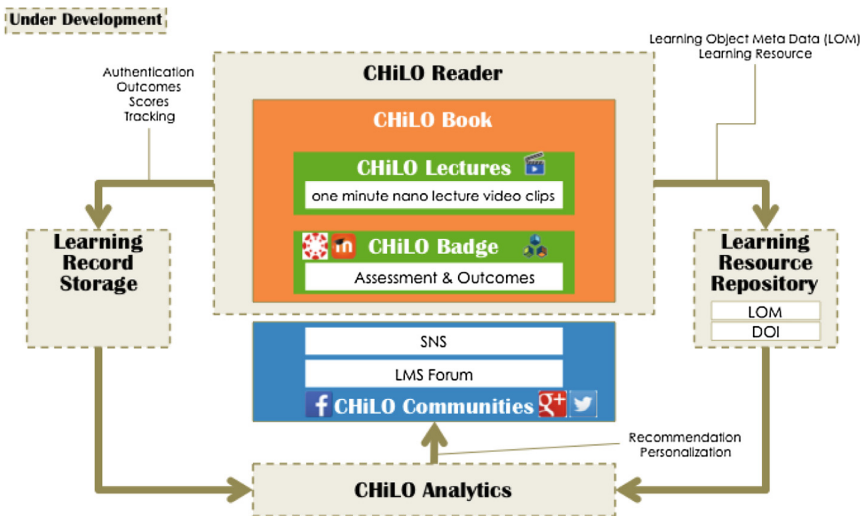 Under Development
Learning Object Meta Data (LOM)
Learning Resource
Authentication
Outcomes
Scores
Tracking
CHiLO Reader
CHiLO Book
CHiLO Lectures
one minute nano lecture video clips
CHiLO Badge
Assessment & Outcomes
Learning
Record
Storage
Learning
Resource
Repository
LOM
DOI
SNS
LMS Forum
CHiLO Communities
Recommendation
Personalization
CHiLO Analytics